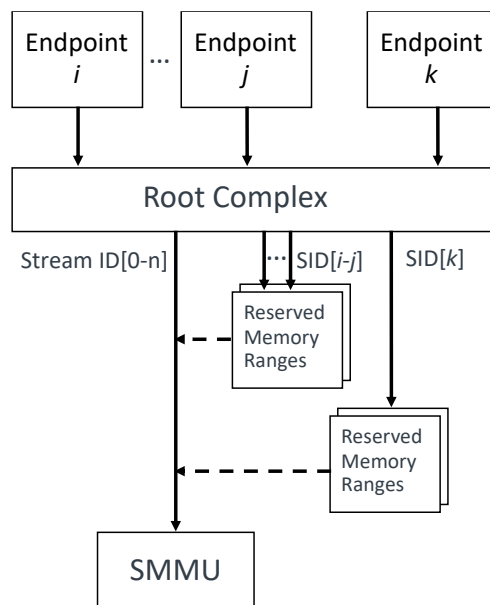 Endpoint
i
...
Endpoint
j
Endpoint
k
Root Complex
Stream ID[0-n]
...
SID[i-j]
SID[k]
Reserved
Memory
Ranges
Reserved
Memory
Ranges
SMMU